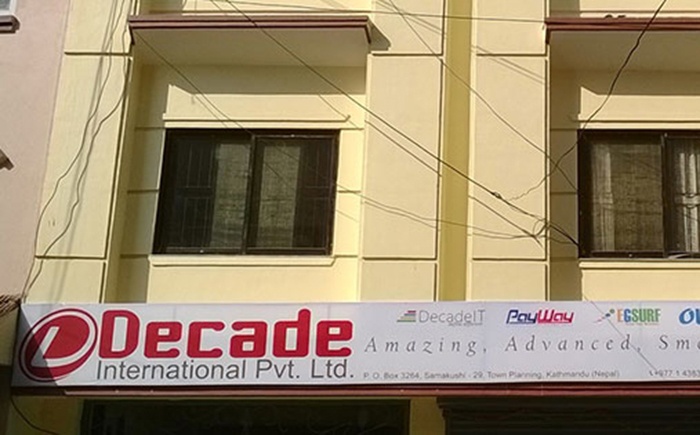 Decade
International Pvt. Ltd.
DecadeIT
PayWay
EGSURF
Amazing, Advanced,
P. O. Box 3264, Samakushi - 29, Town Planning, Kathmandu (Nepal)